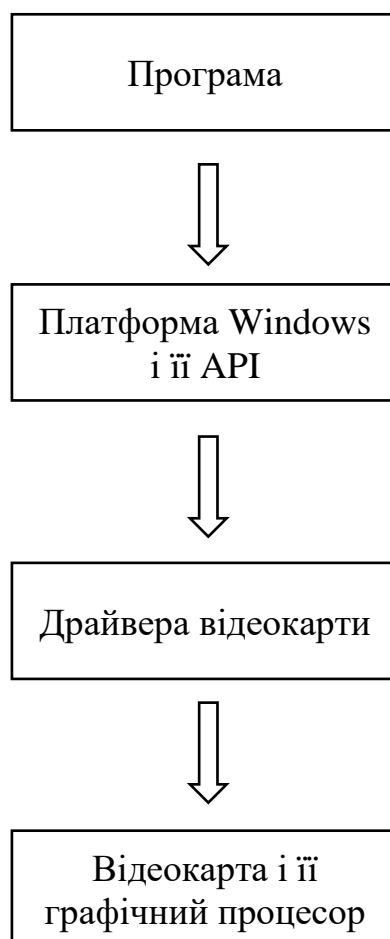 Програма
Платформа Windows
і її API
Драйвера відеокарти
Відеокарта і її
графічний процесор